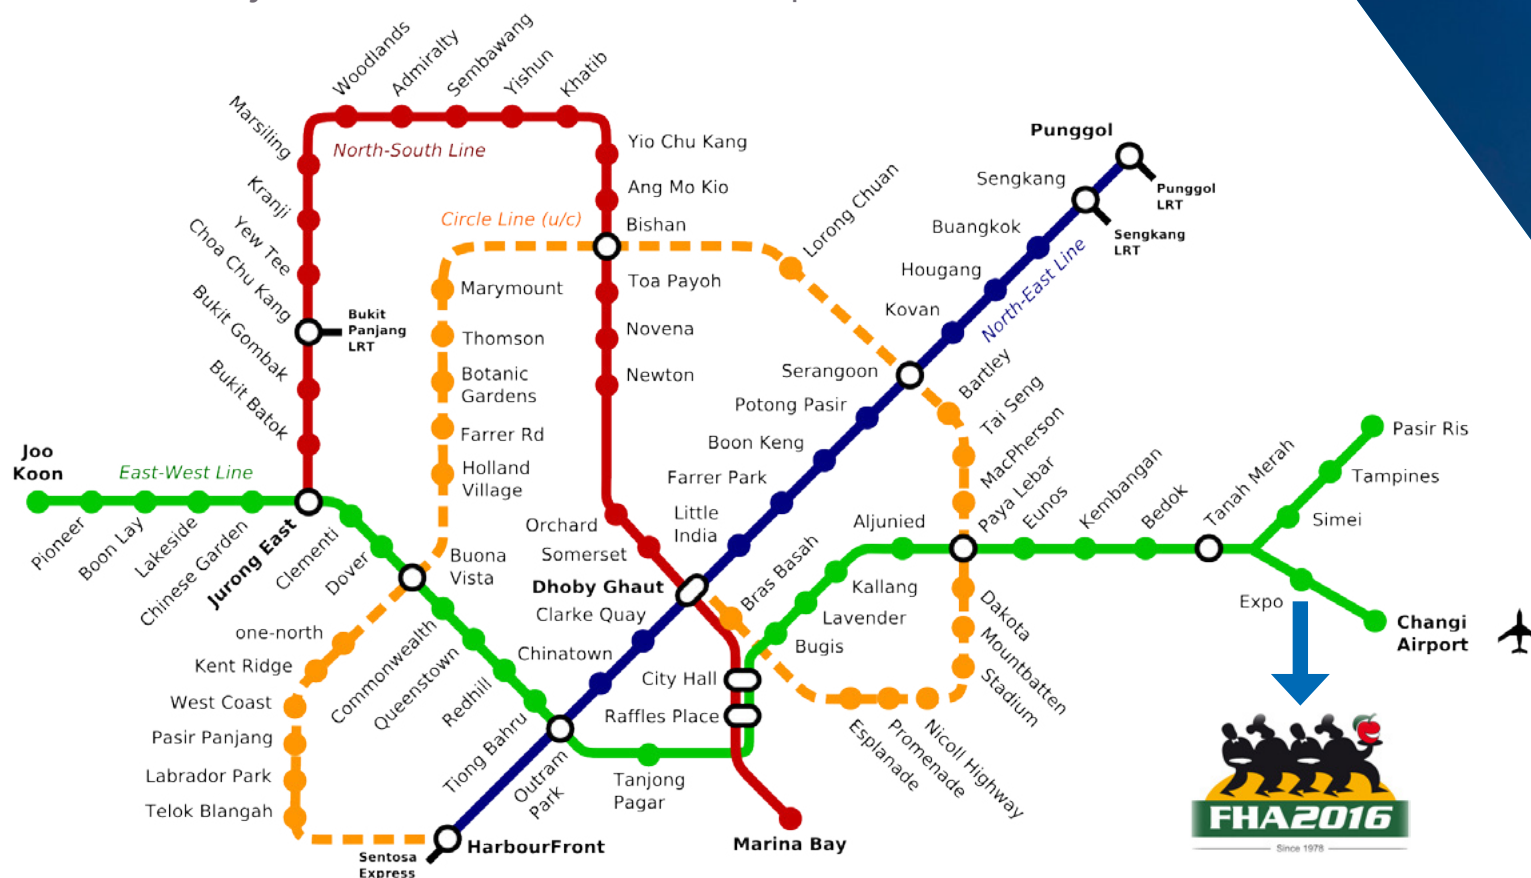 Woodlands
Admiralty
Sembawang
Yishun
Khatib
Marsiling
North-South Line
Kranji
Yew Tee
Choa Chu Kang
Bukit
Panjang
LRT
Bukit Gombak
Bukit Batok
Yio Chu Kang
Ang Mo Kio
Bishan
Circle Line (u/c)
Toa Payoh
Novena
Newton
Marymount
Thomson
Botanic
Gardens
Farrer Rd
Holland
Village
Lorong Chuan
Punggol
Punggol
LRT
Sengkang
Sengkang
LRT
Buangkok
Hougang
Kovan
North-East Line
Serangoon
Bartley
Potong Pasir
Tai Seng
Boon Keng
MacPherson
Farrer Park
Paya Lebar
Little
India
Joo
Koon
East-West Line
Pioneer
Boon Lay
Lakeside
Chinese Garden
Jurong East
Clementi
Dover
Buona
Vista
Orchard
Somerset
Dhoby Ghaut
Clarke Quay
Chinatown
Bras Basah
Aljunied
Kallang
Lavender
Bugis
Eunos
Kembangan
Bedok
Tanah Merah
Pasir Ris
Tampines
Simei
Expo
Changi
Airport
one-north
Kent Ridge
West Coast
Pasir Panjang
Labrador Park
Telok Blangah
Commonwealth
Queenstown
Redhill
Tiong Bahru
Outram
Park
City Hall
Raffles Place
Tanjong
Pagar
Marina Bay
HarbourFront
Sentosa
Express
Dakota
Mountbatten
Stadium
Nicoll Highway
Promenade
Esplanade
FHA2016
Since 1978